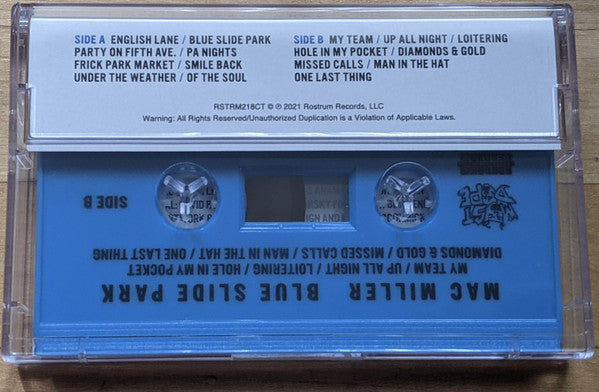 SIDE A ENGLISH LANE / BLUE SLIDE PARK
PARTY ON FIFTH AVE. / PA NIGHTS
FRICK PARK MARKET / SMILE BACK
UNDER THE WEATHER / OF THE SOUL
SIDE B MY TEAM / UP ALL NIGHT / LOITERING
HOLE IN MY POCKET / DIAMONDS & GOLD
MISSED CALLS / MAN IN THE HAT
ONE LAST THING
RSTRM218CT © ℗ 2021 Rostrum Records, LLC
Warning: All Rights Reserved/Unauthorized Duplication is a Violation of Applicable Laws.
MAC MILLER BLUE SLIDE PARK
MY TEAM / UP ALL NIGHT / LOITERING / HOLE IN MY POCKET
DIAMONDS & GOLD / MISSED CALLS / MAN IN THE HAT / ONE LAST THING
SIDE B